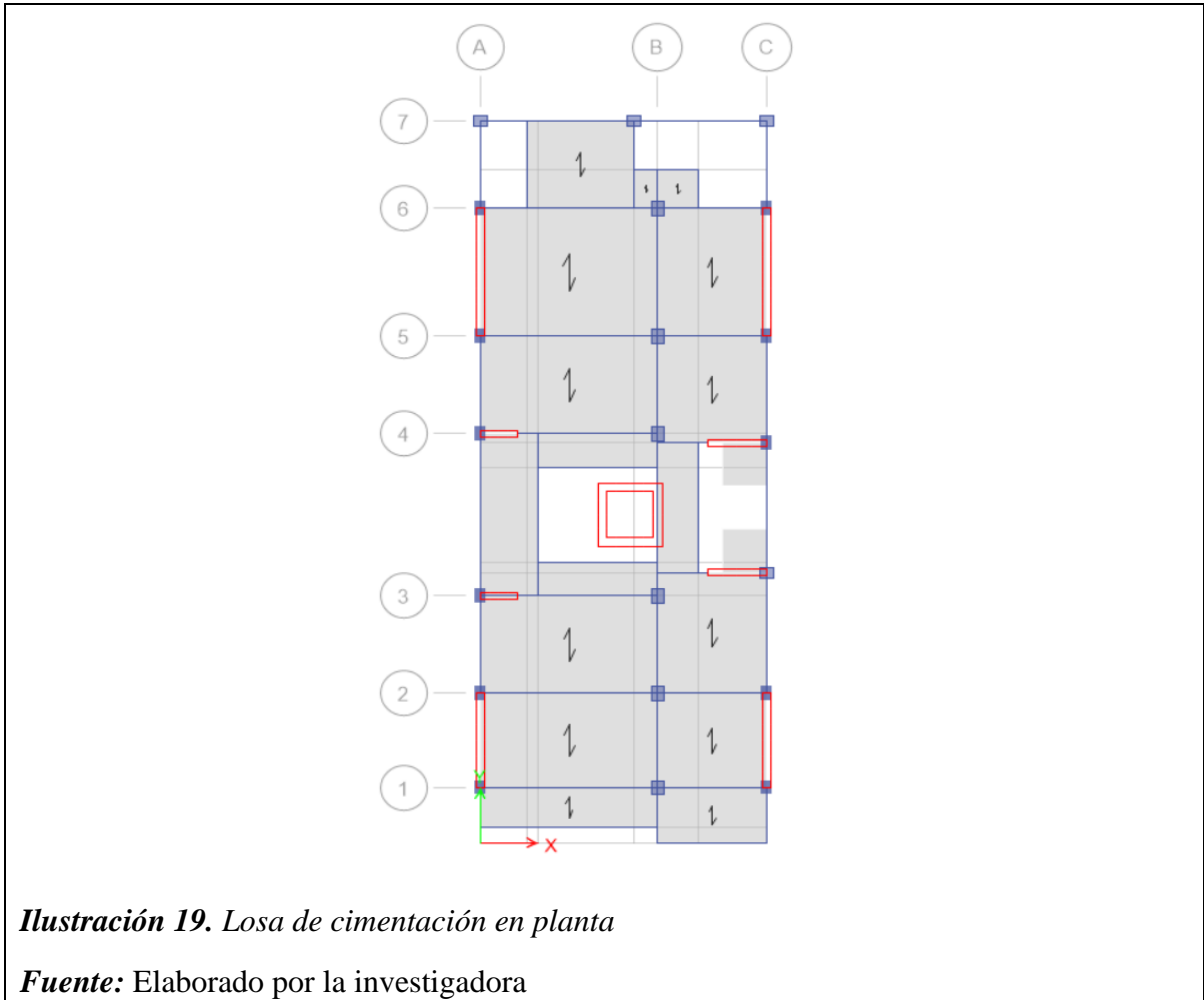 A B C
7
6
5
4
3
2
1
Y
X
Ilustración 19. Losa de cimentación en planta
Fuente: Elaborado por la investigadora